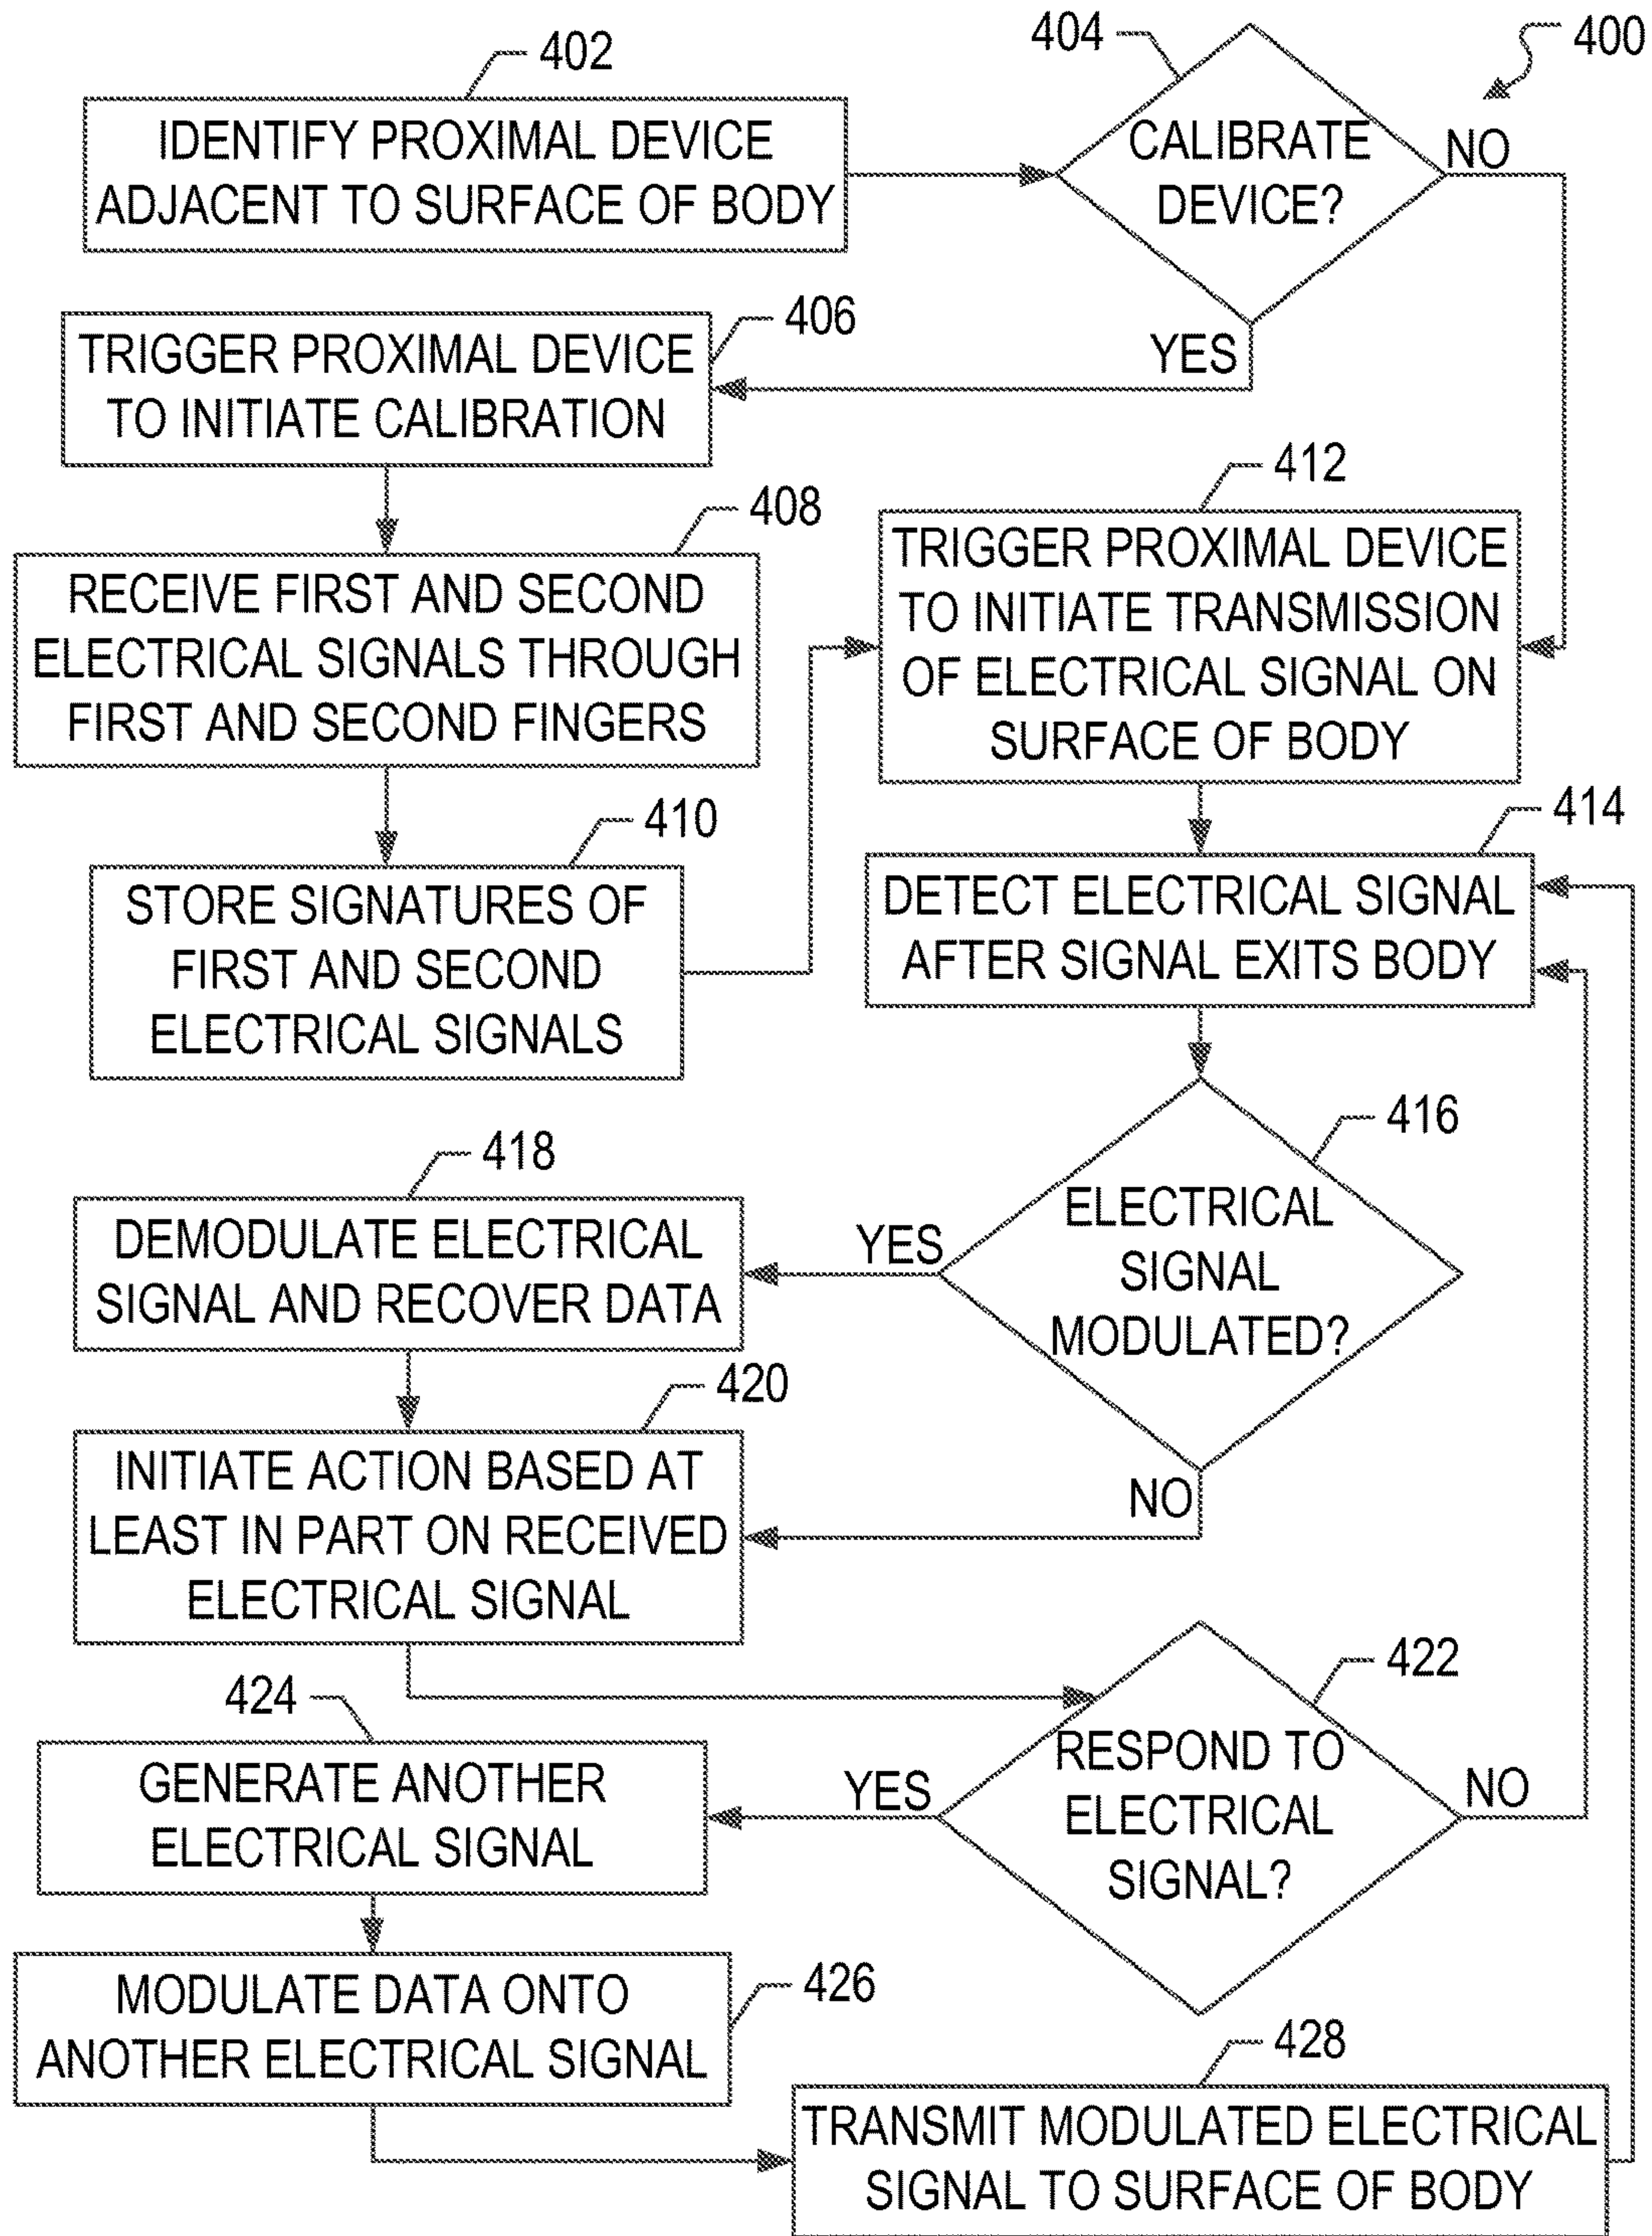 402
IDENTIFY PROXIMAL DEVICE
ADJACENT TO SURFACE OF BODY
404
CALIBRATE
DEVICE?
400
NO
YES
406
TRIGGER PROXIMAL DEVICE
TO INITIATE CALIBRATION
408
RECEIVE FIRST AND SECOND
ELECTRICAL SIGNALS THROUGH
FIRST AND SECOND FINGERS
410
STORE SIGNATURES OF
FIRST AND SECOND
ELECTRICAL SIGNALS
412
TRIGGER PROXIMAL DEVICE
TO INITIATE TRANSMISSION
OF ELECTRICAL SIGNAL ON
SURFACE OF BODY
414
DETECT ELECTRICAL SIGNAL
AFTER SIGNAL EXITS BODY
416
ELECTRICAL
SIGNAL
MODULATED?
YES
NO
418
DEMODULATE ELECTRICAL
SIGNAL AND RECOVER DATA
420
INITIATE ACTION BASED AT
LEAST IN PART ON RECEIVED
ELECTRICAL SIGNAL
422
RESPOND TO
ELECTRICAL
SIGNAL?
YES
NO
424
GENERATE ANOTHER
ELECTRICAL SIGNAL
426
MODULATE DATA ONTO
ANOTHER ELECTRICAL SIGNAL
428
TRANSMIT MODULATED ELECTRICAL
SIGNAL TO SURFACE OF BODY